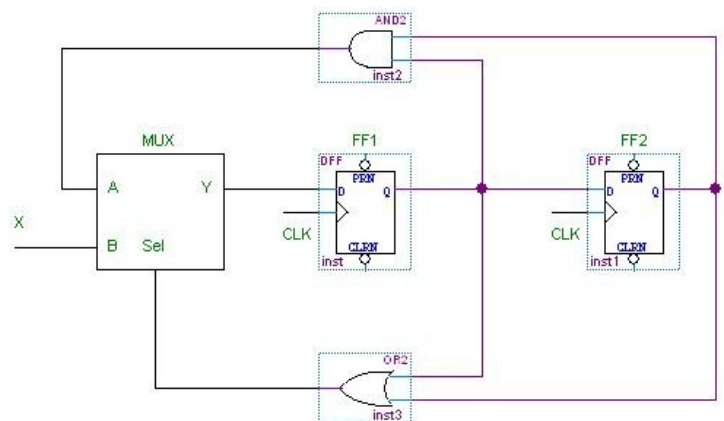 AND2
inst2
MUX
FF1
FF2
DFF
PRN
D
Q
CLRN
inst
CLK
DFF
PRN
D
Q
CLRN
inst1
CLK
A
Y
X
B
Sel
OR2
inst3